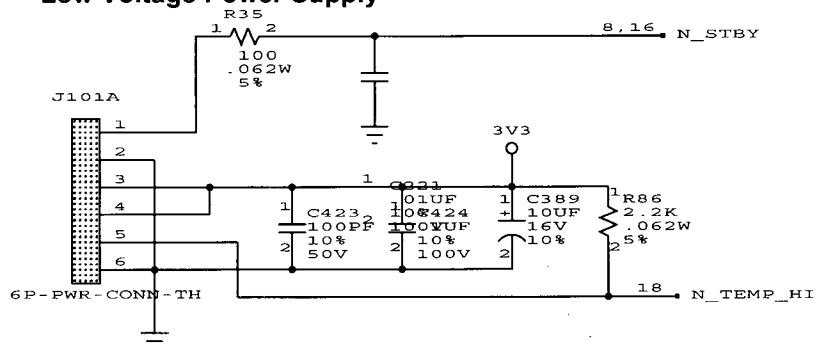 Low Voltage Power Supply
R35
1 2
100
.062W
5%
8,16
N_STBY
J101A
1
2
3
4
5
6
6P-PWR-CONN-TH
3V3
1
1
C423
100PF
10%
50V
2
C424
10%
100V
2
1
+
C389
10UF
16V
10%
2
1
R86
2.2K
.062W
5%
2
18
N_TEMP_HI